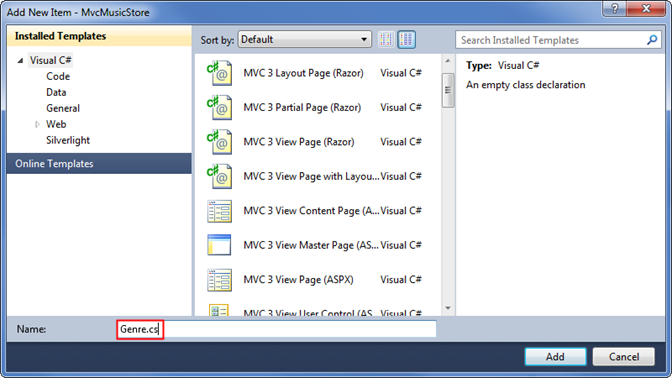 Add New Item - MvcMusicStore
Installed Templates
Visual C#
Code
Data
General
Web
Silverlight
Online Templates
Sort by: Default
MVC 3 Layout Page (Razor) Visual C#
MVC 3 Partial Page (Razor) Visual C#
MVC 3 View Page (Razor) Visual C#
MVC 3 View Page with Layou... Visual C#
MVC 3 View Content Page (A... Visual C#
MVC 3 View Master Page (AS... Visual C#
MVC 3 View Page (ASPX) Visual C#
MVC 3 View User Control (AS... Visual C#
Search Installed Templates
Type: Visual C#
An empty class declaration
Name: Genre.cs
Add Cancel